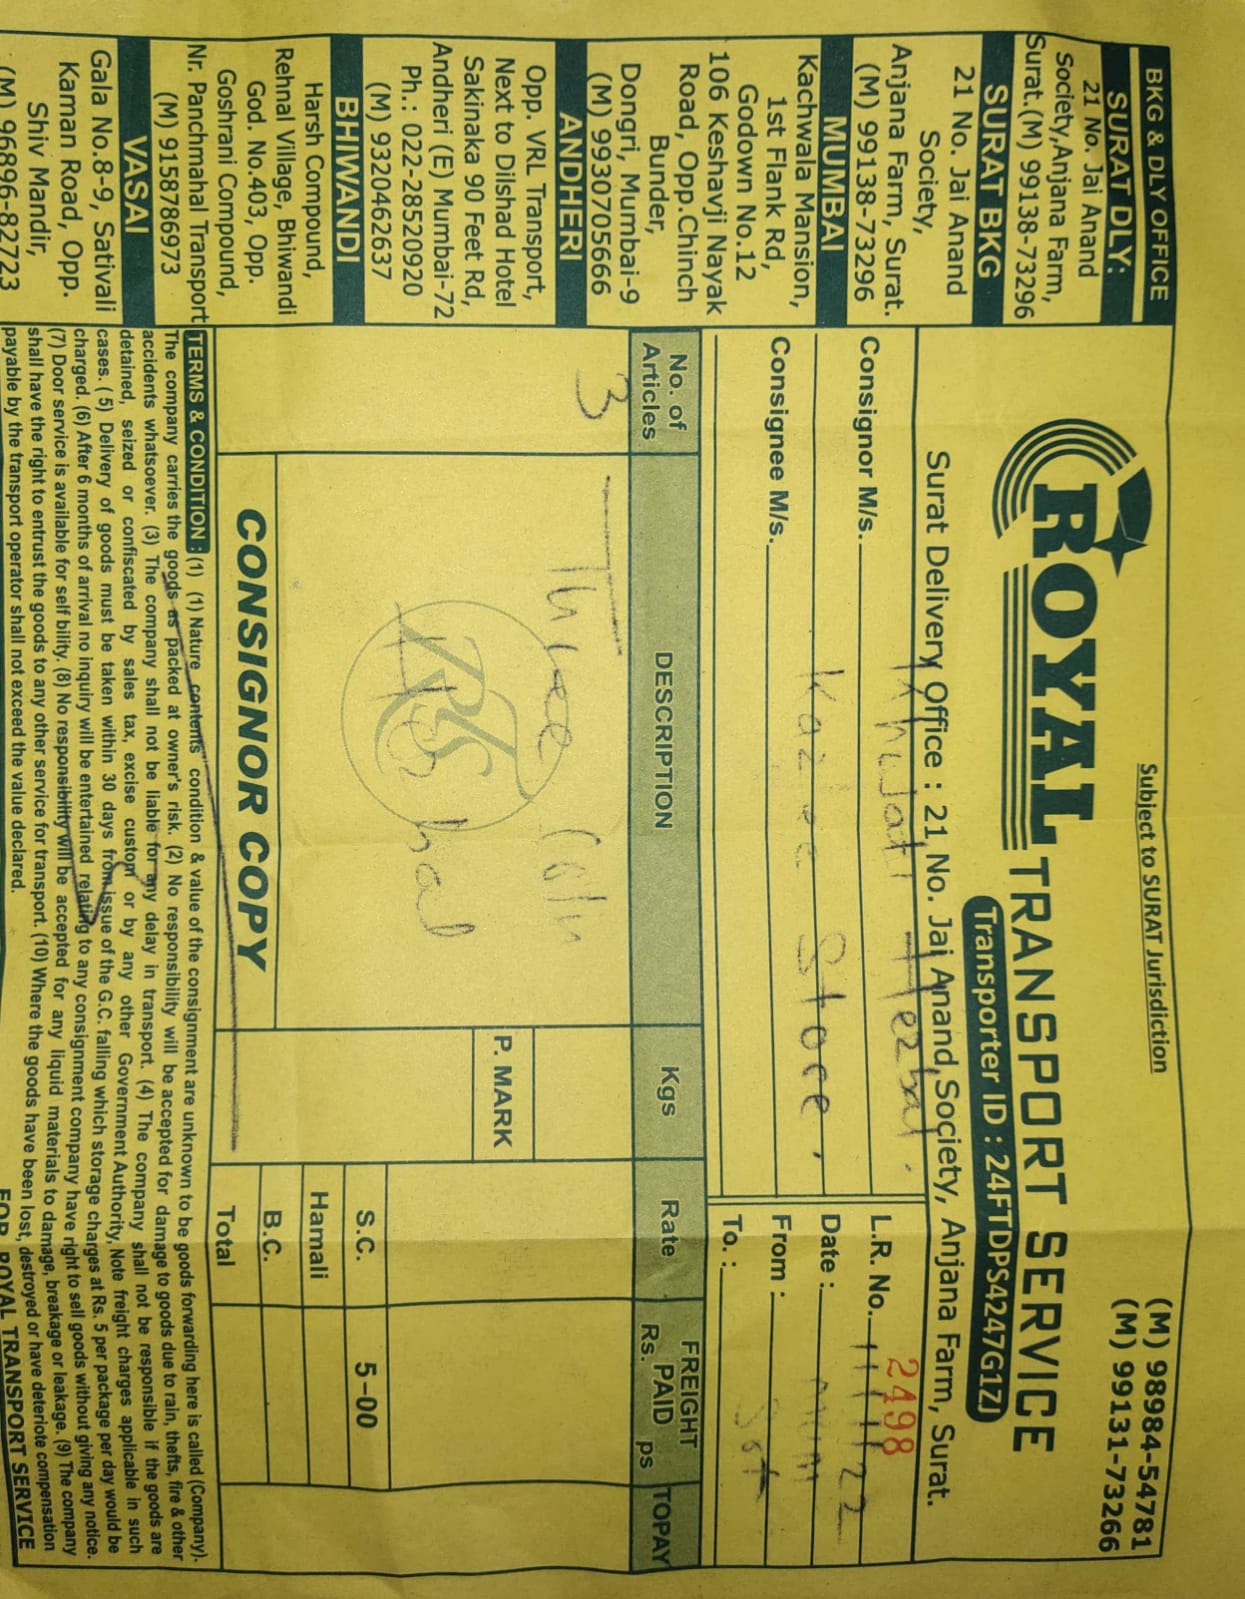 Subject to SURAT Jurisdiction
(M) 98984-54781
(M) 99131-73266
ROYAL TRANSPORT SERVICE
Transporter ID : 24FTDPS4247G1ZJ
Surat Delivery Office : 21 No. Jai Anand Society, Anjana Farm, Surat.
BKG & DLY OFFICE
SURAT DLY:
21 No. Jai Anand
Society,Anjana Farm,
Surat.(M) 99138-73296
SURAT BKG
21 No. Jai Anand
Society,
Anjana Farm, Surat.
(M) 99138-73296
MUMBAI
Kachwala Mansion,
1st Flank Rd,
Godown No.12
106 Keshavji Nayak
Road, Opp.Chinch
Bunder,
Dongri, Mumbai-9
(M) 9930705666
ANDHERI
Opp. VRL Transport,
Next to Dilshad Hotel
Sakinaka 90 Feet Rd,
Andheri (E) Mumbai-72
Ph.: 022-28520920
(M) 9320462637
BHIWANDI
Harsh Compound,
Rehnal Village, Bhiwandi
God. No.403, Opp.
Goshrani Compound,
Nr. Panchmahal Transport
(M) 9158786973
VASAI
Gala No.8-9, Sativali
Kaman Road, Opp.
Shiv Mandir,
(M) 96896-82723
Consignor M/s.
L.R. No. 2498
Date : 11/11/22
Consignee M/s. Store,
From :
To. :
No. of Articles
DESCRIPTION
Kgs
Rate
FREIGHT
Rs. PAID ps
TOPAY
3
Three
P. MARK
S.C. 5-00
Hamali
B.C.
Total
CONSIGNOR COPY
TERMS & CONDITION : (1) (1) Nature contents condition & value of the consignment are unknown to be goods forwarding here is called (Company).
The company carries the goods as packed at owner's risk. (2) No responsibility will be accepted for damage to goods due to rain, thefts, fire & other
accidents whatsoever. (3) The company shall not be liable for any delay in transport. (4) The company shall not be responsible if the goods are
detained, seized or confiscated by sales tax, excise custom or by any other Government Authority, Note freight charges applicable in such
cases. (5) Delivery of goods must be taken within 30 days from issue of the G.C. falling which storage charges at Rs. 5 per package per day would be
charged. (6) After 6 months of arrival no inquiry will be entertained relating to any consignment company have right to sell goods without giving any notice.
(7) Door service is available for self bility. (8) No responsibility will be accepted for any liquid materials to damage, breakage or leakage. (9) The company
shall have the right to entrust the goods to any other service for transport. (10) Where the goods have been lost, destroyed or have deteriote compensation
payable by the transport operator shall not exceed the value declared.
FOR, ROYAL TRANSPORT SERVICE